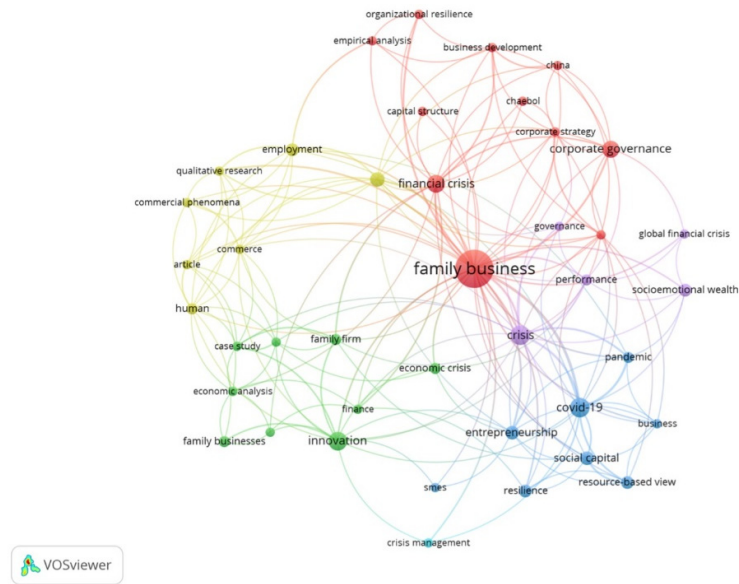 organizational resilience
empirical analysis
business development
china
chaebol
capital structure
corporate strategy
employment
corporate governance
qualitative research
financial crisis
commercial phenomena
governance
global financial crisis
commerce
article
family business
performance
socioemotional wealth
human
crisis
case study
family firm
pandemic
economic crisis
economic analysis
covid-19
finance
business
entrepreneurship
family businesses
innovation
social capital
resource-based view
smes
resilience
crisis management
VOSviewer